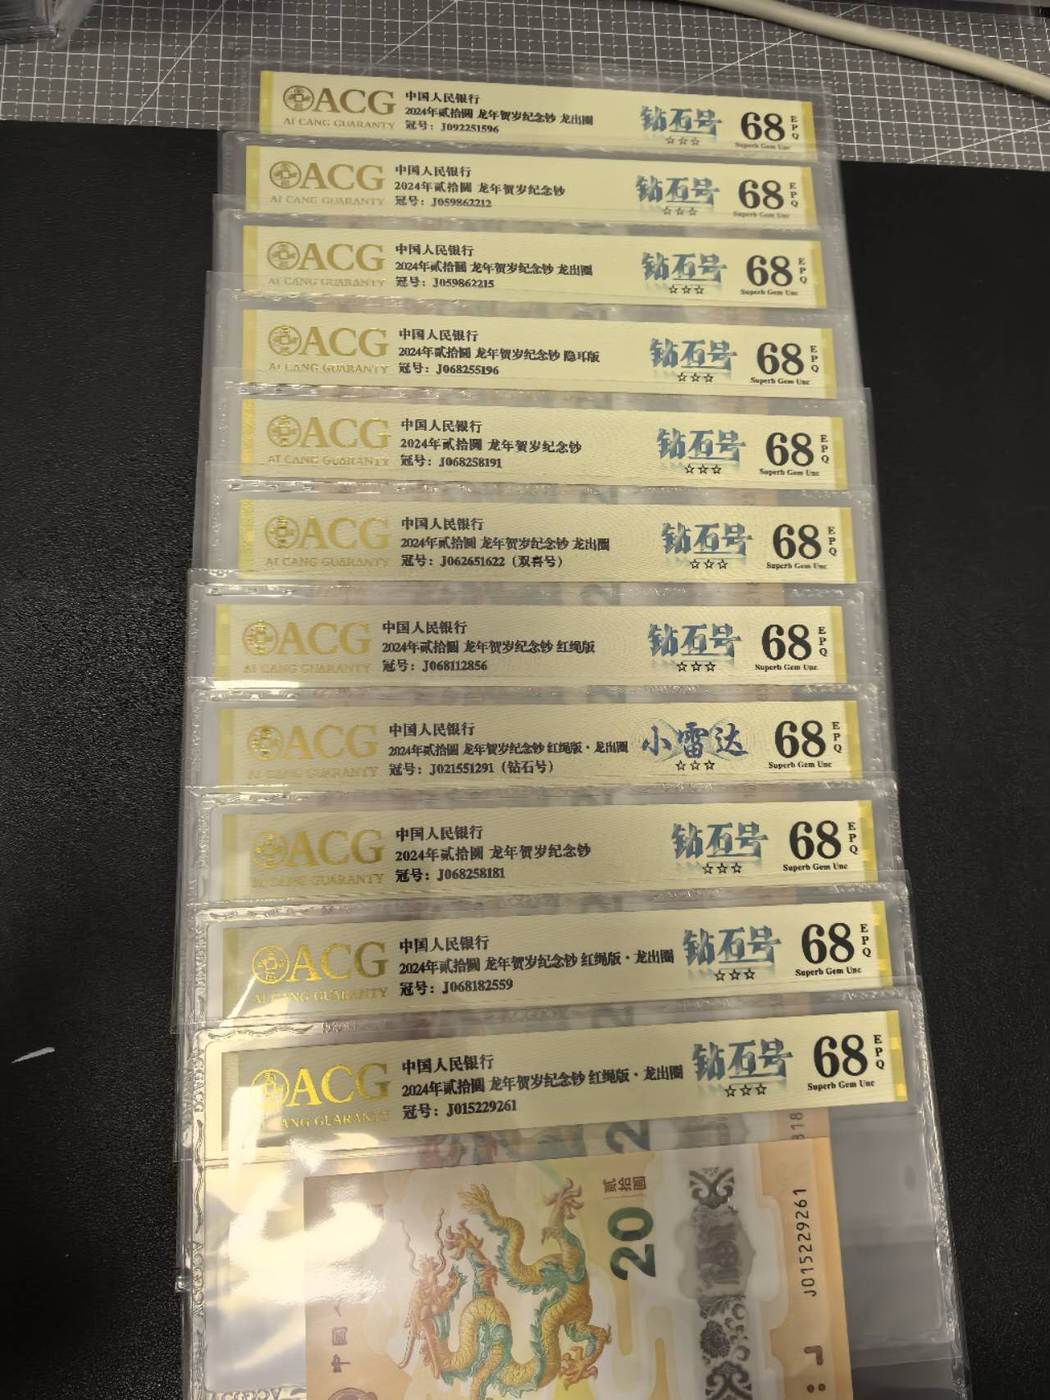 ACG
AI CANG GUARANTY
中国人民银行
2024年贰拾圆 龙年贺岁纪念钞 龙出圈
冠号：J092251596
钻石号
☆☆☆
68
EPQ
Superb Gem Unc
ACG
AI CANG GUARANTY
中国人民银行
2024年贰拾圆 龙年贺岁纪念钞
冠号：J059862212
钻石号
☆☆☆
68
EPQ
Superb Gem Unc
ACG
AI CANG GUARANTY
中国人民银行
2024年贰拾圆 龙年贺岁纪念钞 龙出圈
冠号：J059862215
钻石号
☆☆☆
68
EPQ
Superb Gem Unc
ACG
AI CANG GUARANTY
中国人民银行
2024年贰拾圆 龙年贺岁纪念钞 隐耳版
冠号：J068255196
钻石号
☆☆☆
68
EPQ
Superb Gem Unc
ACG
AI CANG GUARANTY
中国人民银行
2024年贰拾圆 龙年贺岁纪念钞
冠号：J068258191
钻石号
☆☆☆
68
EPQ
Superb Gem Unc
ACG
AI CANG GUARANTY
中国人民银行
2024年贰拾圆 龙年贺岁纪念钞 龙出圈
冠号：J062651622（双喜号）
钻石号
☆☆☆
68
EPQ
Superb Gem Unc
ACG
AI CANG GUARANTY
中国人民银行
2024年贰拾圆 龙年贺岁纪念钞 红绳版
冠号：J068112856
钻石号
☆☆☆
68
EPQ
Superb Gem Unc
ACG
AI CANG GUARANTY
中国人民银行
2024年贰拾圆 龙年贺岁纪念钞 红绳版·龙出圈
冠号：J021551291（钻石号）
小雷达
☆☆☆
68
EPQ
Superb Gem Unc
ACG
AI CANG GUARANTY
中国人民银行
2024年贰拾圆 龙年贺岁纪念钞
冠号：J068258181
钻石号
☆☆☆
68
EPQ
Superb Gem Unc
ACG
AI CANG GUARANTY
中国人民银行
2024年贰拾圆 龙年贺岁纪念钞 红绳版·龙出圈
冠号：J068182559
钻石号
☆☆☆
68
EPQ
Superb Gem Unc
ACG
CANG GUARANTY
中国人民银行
2024年贰拾圆 龙年贺岁纪念钞 红绳版·龙出圈
冠号：J015229261
钻石号
☆☆☆
68
EPQ
Superb Gem Unc
贰拾圆
20
J015229261
中国